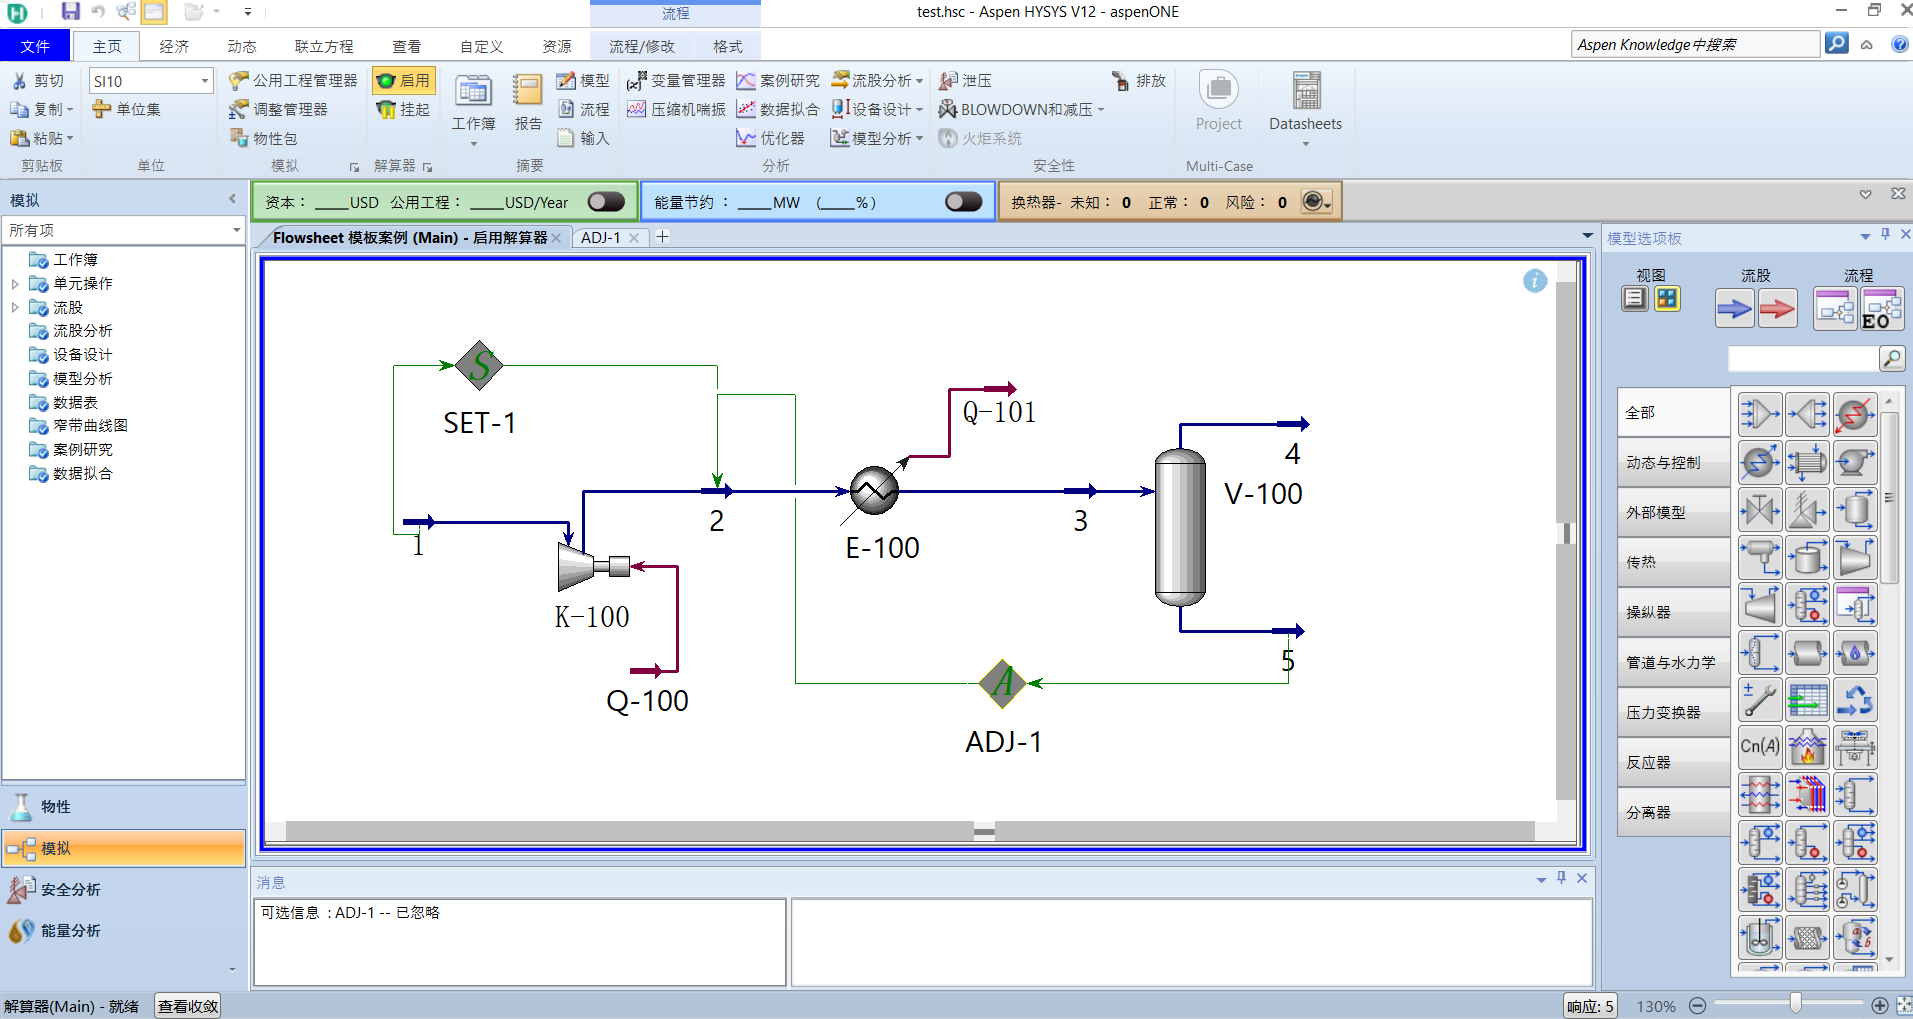 test.hsc - Aspen HYSYS V12 - aspenONE
流程
文件 主页 经济 动态 联立方程 查看 自定义 资源 流程/修改 格式
Aspen Knowledge中搜索
剪切
复制
粘贴
剪贴板
SI10
单位集
单位
公用工程管理器
调整管理器
物性包
模拟
启用
挂起
解算器
工作簿
报告
模型
流程
输入
摘要
变量管理器
压缩机喘振
案例研究
数据拟合
优化器
流股分析
设备设计
模型分析
分析
泄压
BLOWDOWN和减压
火炬系统
排放
安全性
Project
Multi-Case
Datasheets
模拟
所有项
工作簿
单元操作
流股
流股分析
设备设计
模型分析
数据表
窄带曲线图
案例研究
数据拟合
物性
模拟
安全分析
能量分析
资本： ____USD 公用工程： ____USD/Year
能量节约 ： ____MW (____%)
换热器- 未知： 0 正常： 0 风险： 0
Flowsheet 模板案例 (Main) - 启用解算器
ADJ-1
S
SET-1
1
K-100
Q-100
2
E-100
Q-101
3
V-100
4
5
A
ADJ-1
消息
可选信息 : ADJ-1 -- 已忽略
模型选项板
视图 流股 流程
EO
全部
动态与控制
外部模型
传热
操纵器
管道与水力学
压力变换器
反应器
分离器
Cn(A)
解算器(Main) - 就绪
查看收敛
响应: 5
130%